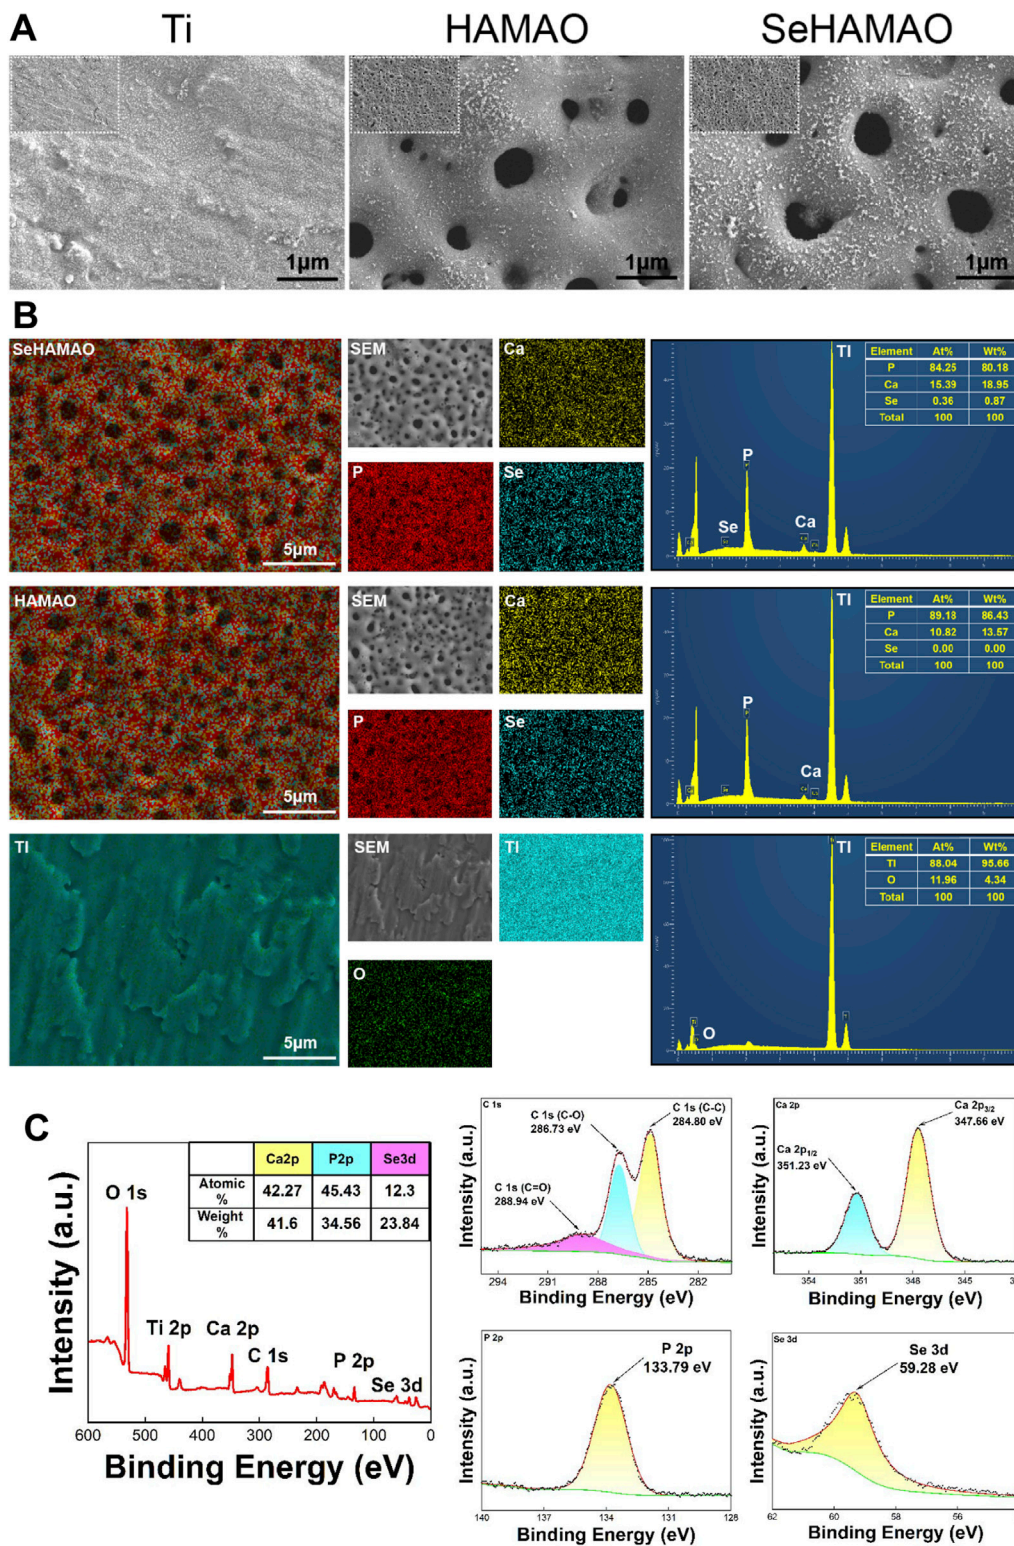 A
Ti
HAMAO
SeHAMAO
1μm
1μm
1μm
B
SeHAMAO
5μm
SEM
Ca
P
Se
TI
P
Se
Ca
Element At% Wt%
P 84.25 80.18
Ca 15.39 18.95
Se 0.36 0.87
Total 100 100
HAMAO
5μm
SEM
Ca
P
Se
TI
P
Ca
Element At% Wt%
P 89.18 86.43
Ca 10.82 13.57
Se 0.00 0.00
Total 100 100
TI
5μm
SEM
TI
O
TI
O
Element At% Wt%
TI 88.04 95.66
O 11.96 4.34
Total 100 100
C
Ca2p P2p Se3d
Atomic % 42.27 45.43 12.3
Weight % 41.6 34.56 23.84
O 1s
Ti 2p
Ca 2p
C 1s
P 2p
Se 3d
Intensity (a.u.)
600 500 400 300 200 100 0
Binding Energy (eV)
C 1s
C 1s (C-C)
284.80 eV
C 1s (C-O)
286.73 eV
C 1s (C=O)
288.94 eV
Intensity (a.u.)
294 291 288 285 282
Binding Energy (eV)
Ca 2p
Ca 2p3/2
347.66 eV
Ca 2p1/2
351.23 eV
Intensity (a.u.)
354 351 348 345
Binding Energy (eV)
P 2p
P 2p
133.79 eV
Intensity (a.u.)
140 137 134 131 128
Binding Energy (eV)
Se 3d
Se 3d
59.28 eV
Intensity (a.u.)
62 60 58 56
Binding Energy (eV)